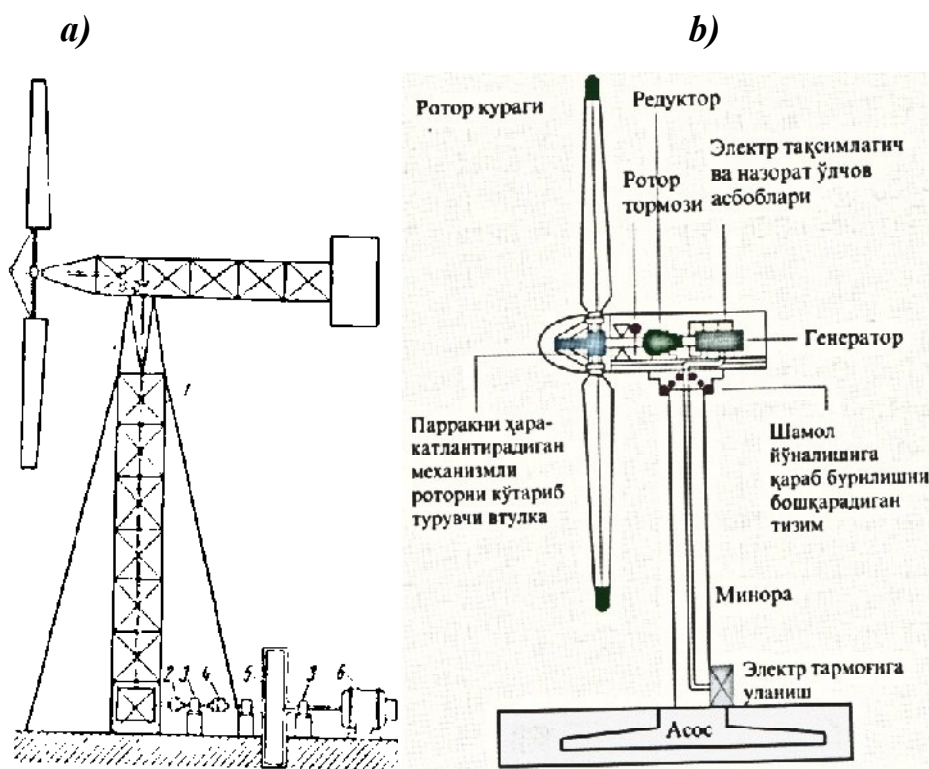 a)
b)
1
2
3
4
5
3
6
Ротор кураги
Редуктор
Электр тақсимлагич
ва назорат ўлчов
асбоблари
Ротор
тормози
Генератор
Парракни ҳара-
катлантирадиган
механизмли
роторни кўтариб
турувчи втулка
Шамол
йўналишига
қараб бурилишни
бошқарадиган
тизим
Минора
Электр тармоғига
уланиш
Асос